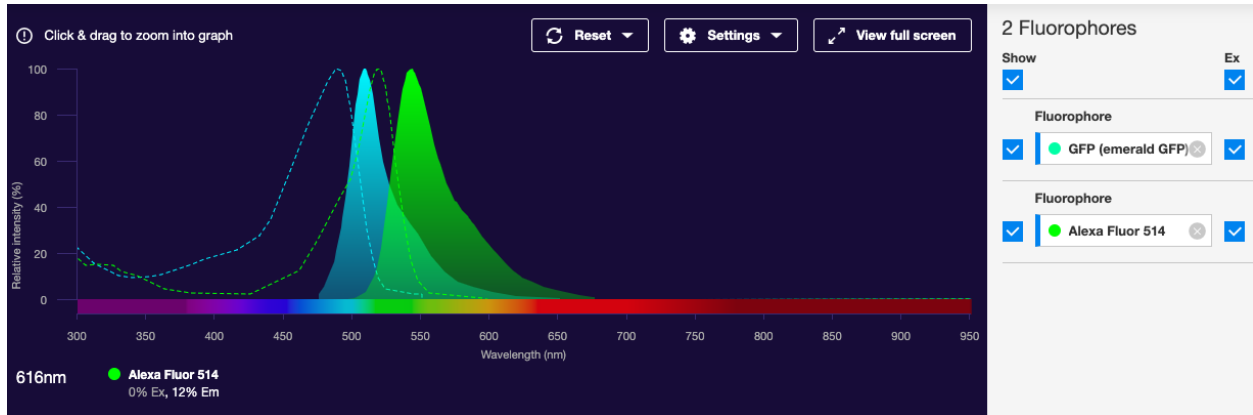 Click & drag to zoom into graph
Reset
Settings
View full screen
2 Fluorophores
Show Ex
Fluorophore
GFP (emerald GFP)
Fluorophore
Alexa Fluor 514
Relative intensity (%)
100
80
60
40
20
0
300 350 400 450 500 550 600 650 700 750 800 850 900 950
Wavelength (nm)
616nm
Alexa Fluor 514
0% Ex, 12% Em